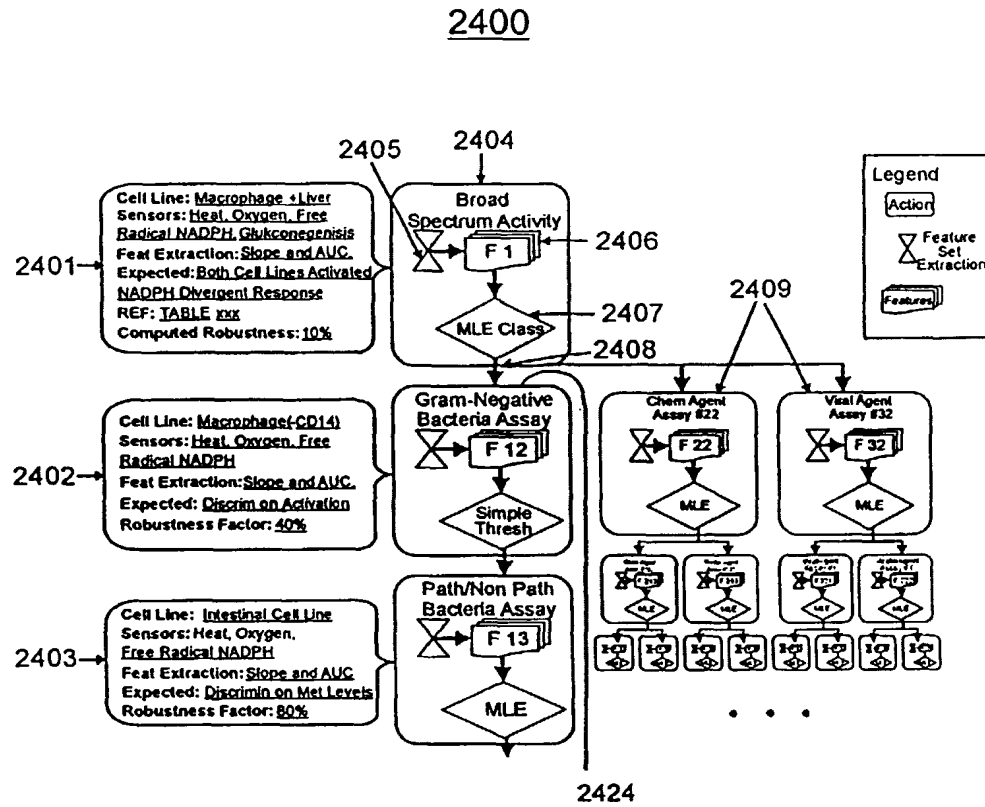 2400
2405
2404
2401
Cell Line: Macrophage +Liver
Sensors: Heat, Oxygen, Free
Radical NADPH, Glukconegenisis
Feat Extraction: Slope and AUC.
Expected: Both Cell Lines Activated
NADPH Divergent Response
REF: TABLE xxx
Computed Robustness: 10%
Broad
Spectrum Activity
F 1
MLE Class
2406
2407
2408
2409
Legend
Action
Feature
Set
Extraction
Features
2402
Cell Line: Macrophage(-CD14)
Sensors: Heat, Oxygen, Free
Radical NADPH
Feat Extraction: Slope and AUC.
Expected: Discrim on Activation
Robustness Factor: 40%
Gram-Negative
Bacteria Assay
F 12
Simple
Thresh
Chem Agent
Assay #22
F 22
MLE
Viral Agent
Assay #32
F 32
MLE
2403
Cell Line: Intestinal Cell Line
Sensors: Heat, Oxygen,
Free Radical NADPH
Feat Extraction: Slope and AUC
Expected: Discrimin on Met Levels
Robustness Factor: 80%
Path/Non Path
Bacteria Assay
F 13
MLE
MLE
MLE
MLE
MLE
2424